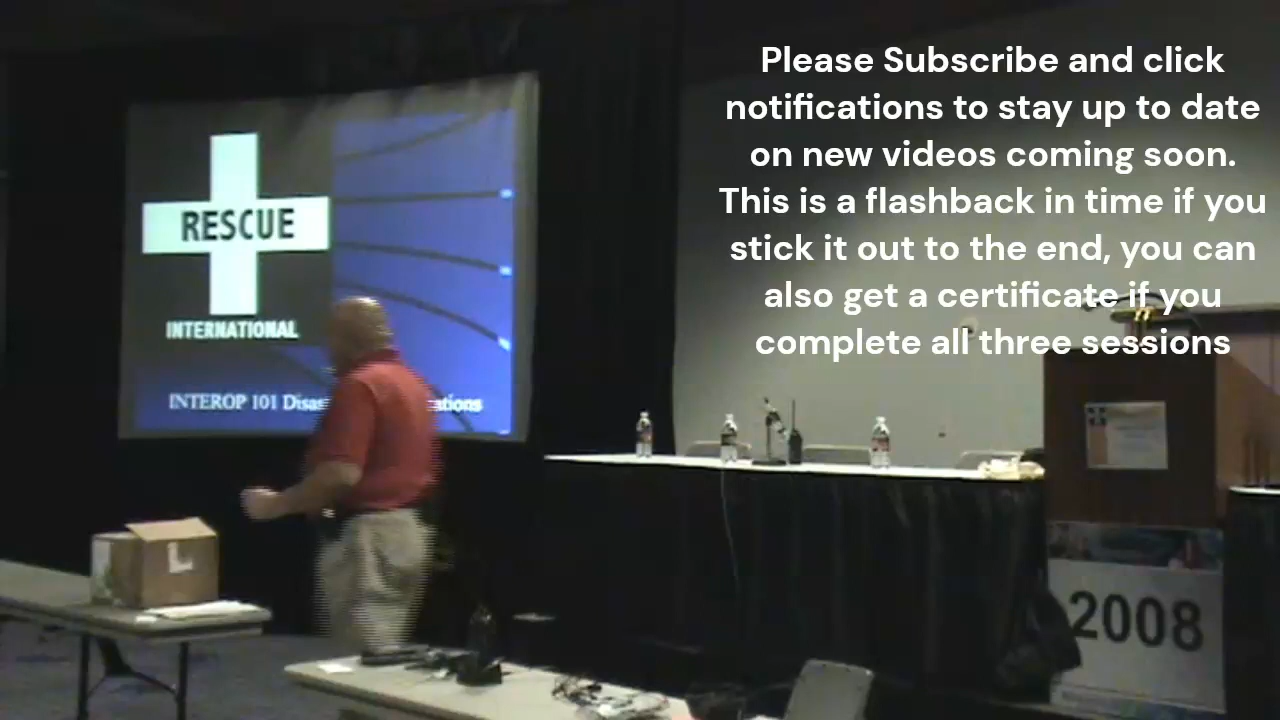 Please Subscribe and click
notifications to stay up to date
on new videos coming soon.
This is a flashback in time if you
stick it out to the end, you can
also get a certificate if you
complete all three sessions
RESCUE
INTERNATIONAL
INTEROP 101
2008